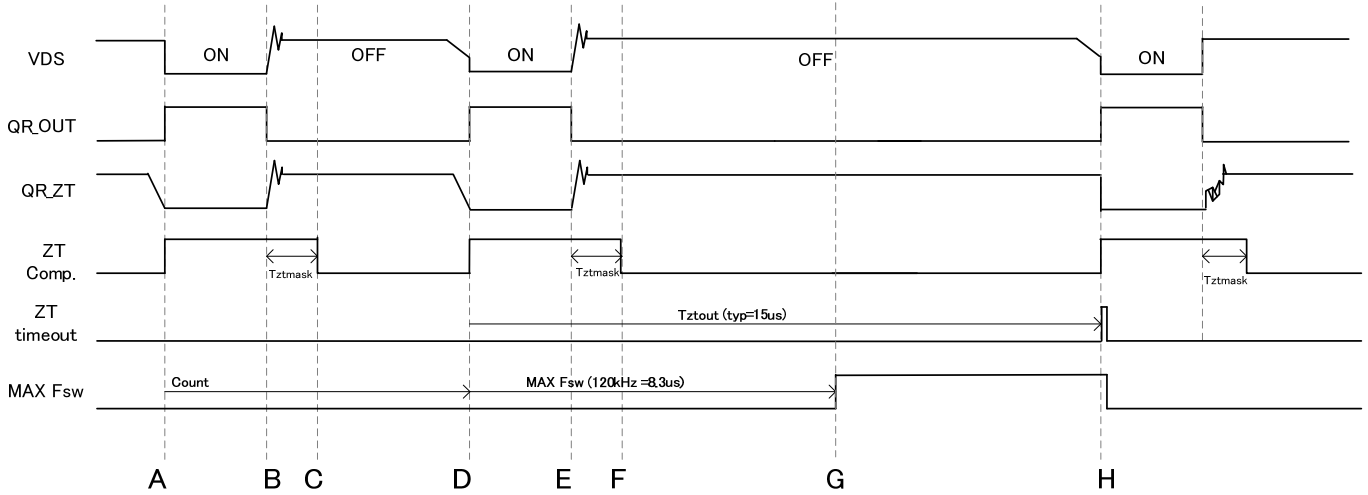 VDS
ON
OFF
ON
OFF
ON
QR_OUT
QR_ZT
ZT
Comp.
Tztmask
Tztmask
Tztmask
ZT
timeout
Tztout (typ=15us)
MAX Fsw
Count
MAX Fsw (120kHz =8.3us)
A
B
C
D
E
F
G
H